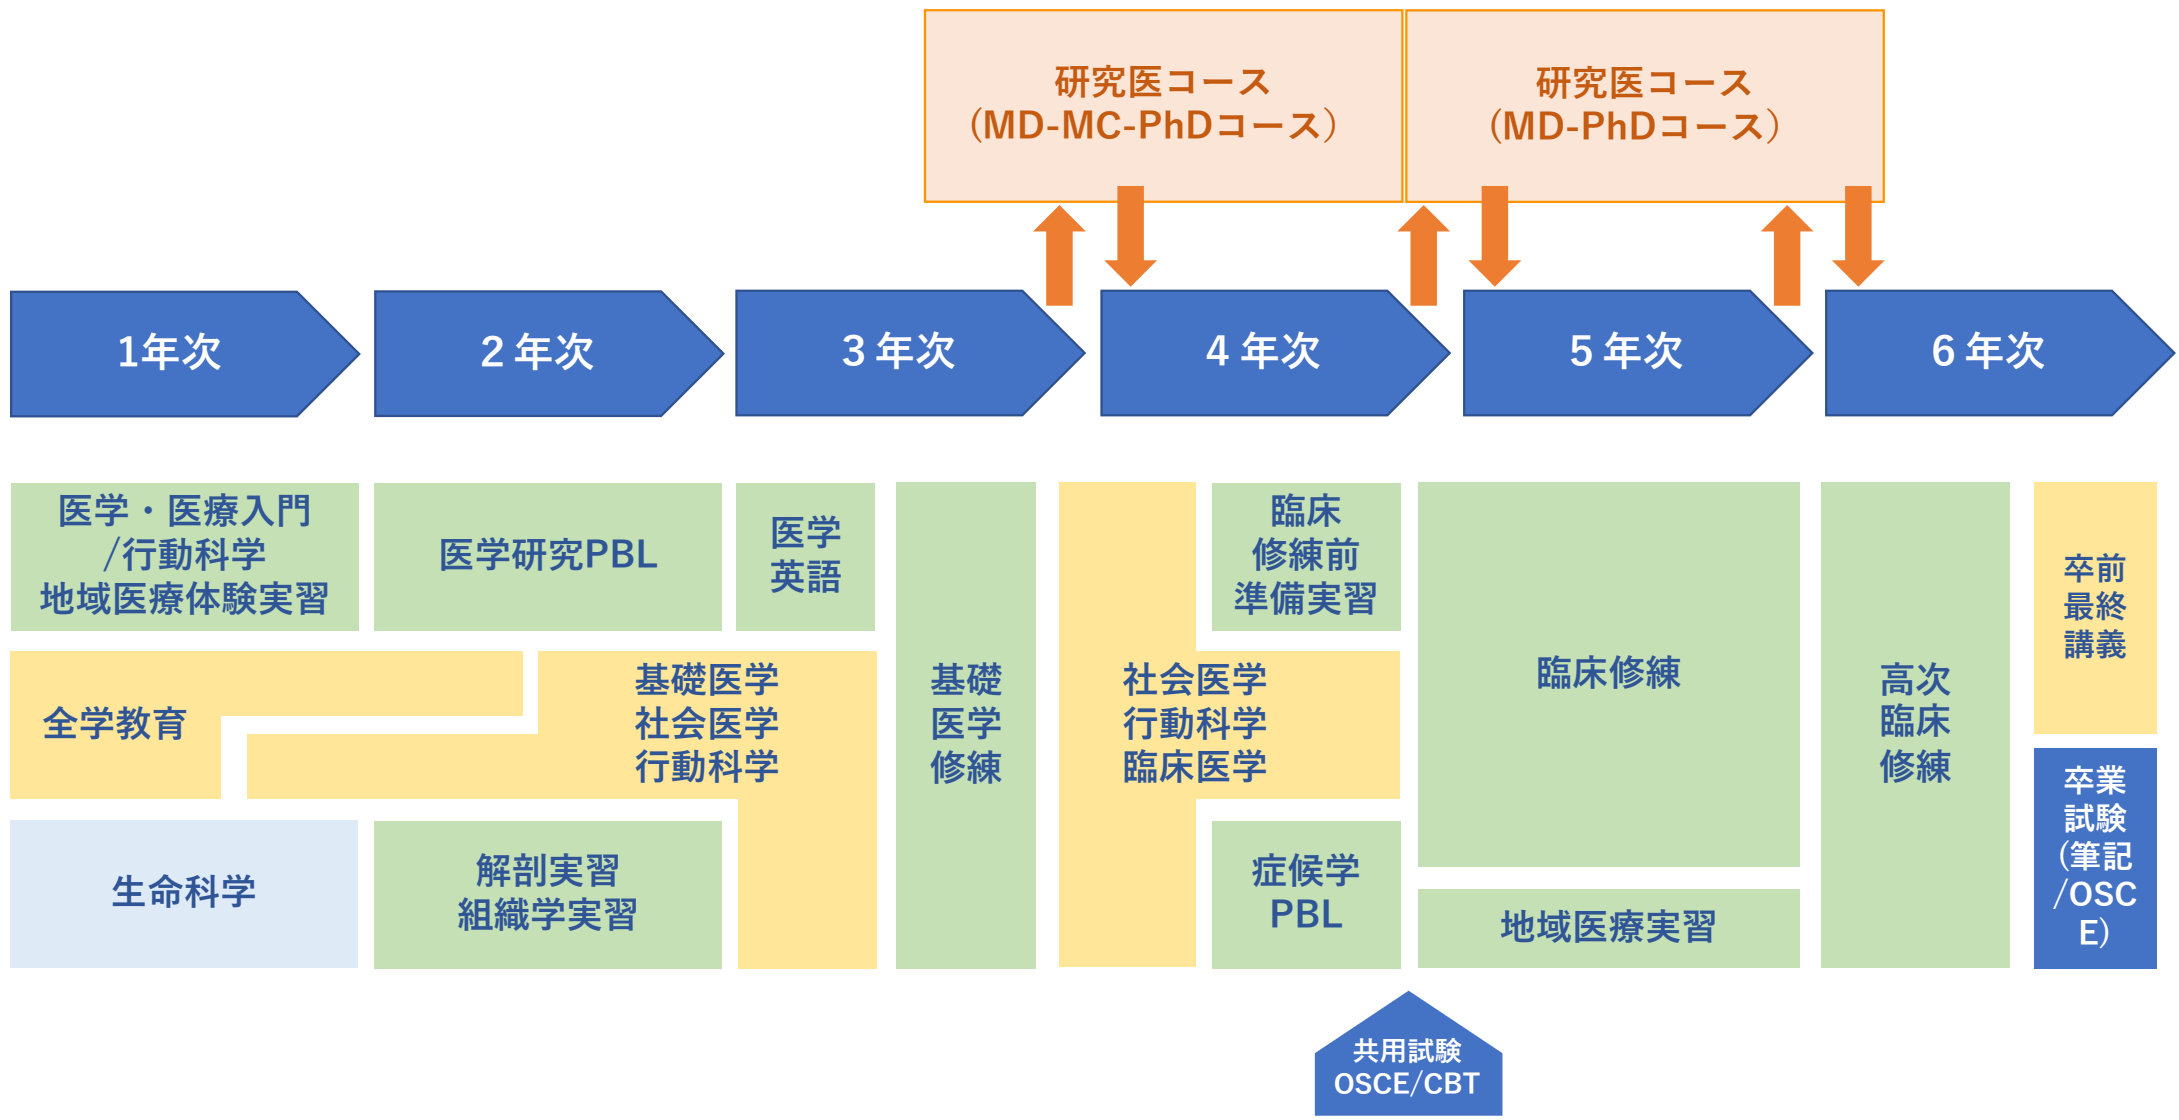 研究医コース
（MD-MC-PhDコース）
研究医コース
（MD-PhDコース）
1年次
２年次
３年次
４年次
５年次
６年次
医学・医療入門
/行動科学
地域医療体験実習
医学研究PBL
医学
英語
基礎
医学
修練
臨床
修練前
準備実習
臨床修練
高次
臨床
修練
卒前
最終
講義
全学教育
基礎医学
社会医学
行動科学
社会医学
行動科学
臨床医学
生命科学
解剖実習
組織学実習
症候学
PBL
地域医療実習
卒業
試験
（筆記
/OSC
E）
共用試験
OSCE/CBT